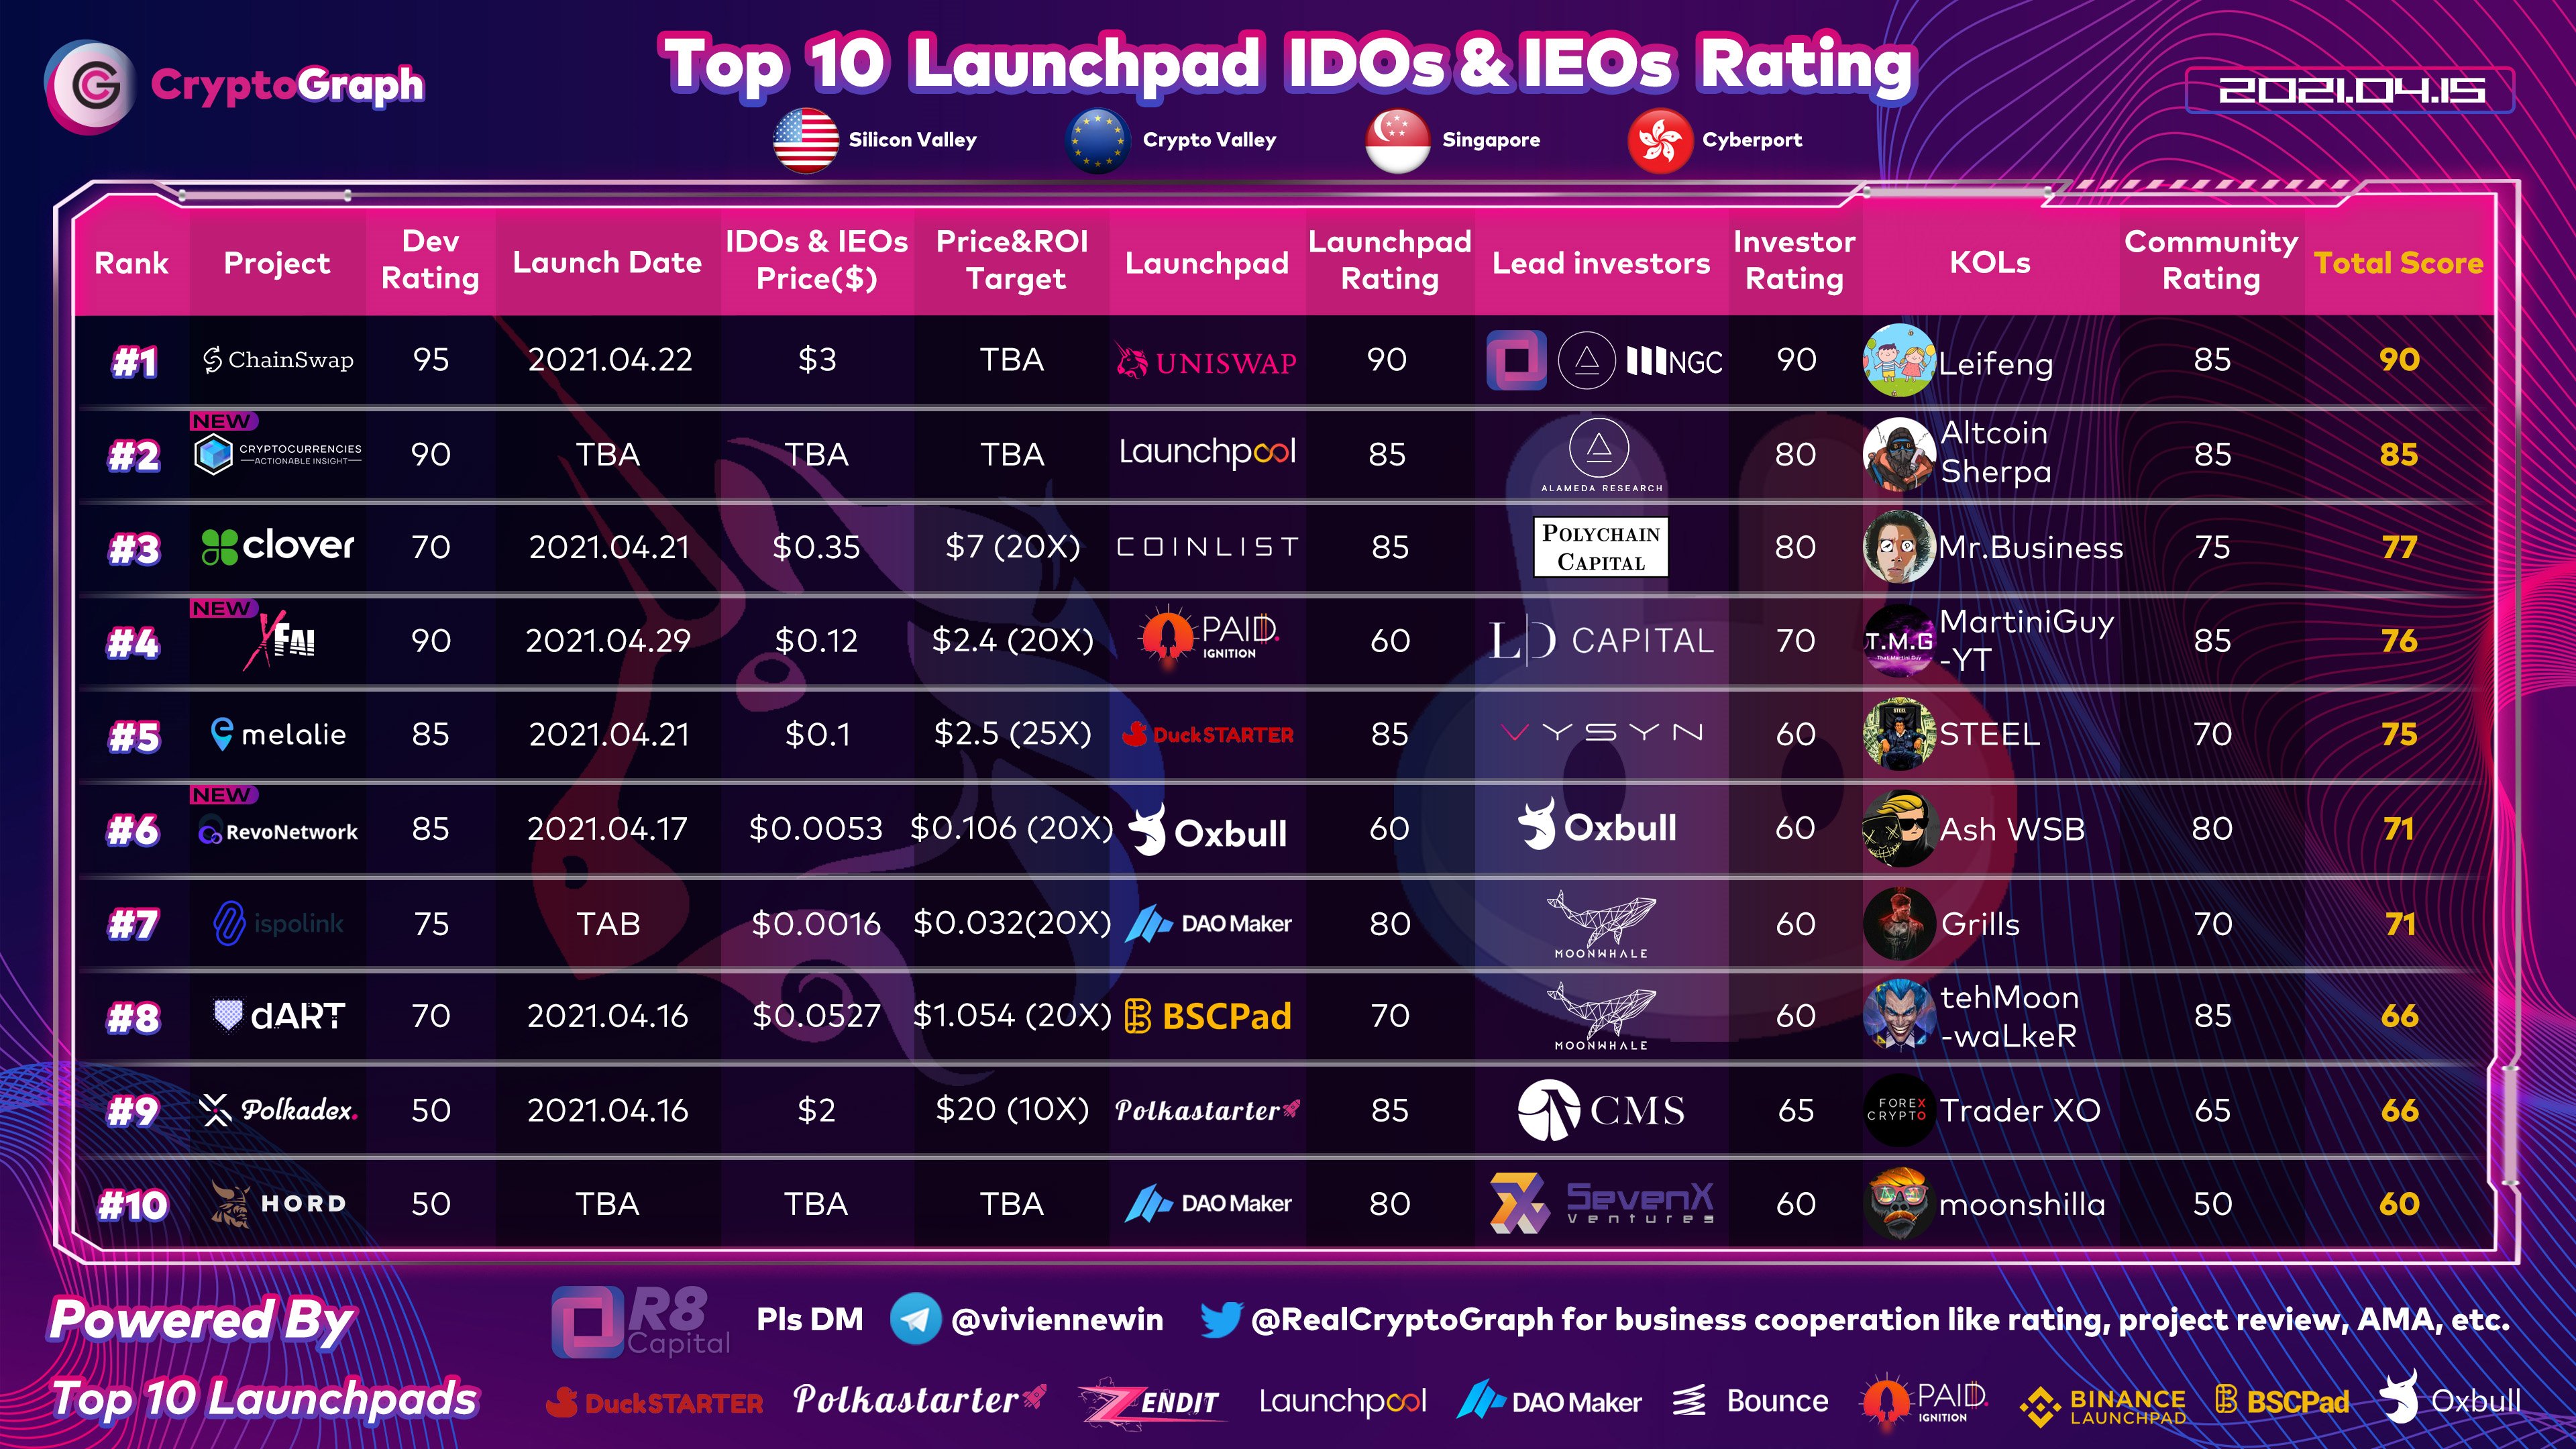 CryptoGraph
Top 10 Launchpad IDOs & IEOs Rating
2021.04.15
Silicon Valley Crypto Valley Singapore Cyberport
Rank Project Dev Rating Launch Date IDOs & IEOs Price($) Price&ROI Target Launchpad Launchpad Rating Lead investors Investor Rating KOLs Community Rating Total Score
#1 ChainSwap 95 2021.04.22 $3 TBA UNISWAP 90 NGC 90 Leifeng 85 90
#2 NEW CRYPTOCURRENCIES ACTIONABLE INSIGHT 90 TBA TBA TBA Launchpool 85 ALAMEDA RESEARCH 80 Altcoin Sherpa 85 85
#3 clover 70 2021.04.21 $0.35 $7 (20X) COINLIST 85 POLYCHAIN CAPITAL 80 Mr.Business 75 77
#4 NEW XFAI 90 2021.04.29 $0.12 $2.4 (20X) PAID IGNITION 60 LD CAPITAL 70 T.M.G That Martini Guy MartiniGuy -YT 85 76
#5 melalie 85 2021.04.21 $0.1 $2.5 (25X) DuckSTARTER 85 VYSYN 60 STEEL 70 75
#6 NEW RevoNetwork 85 2021.04.17 $0.0053 $0.106 (20X) Oxbull 60 Oxbull 60 Ash WSB 80 71
#7 ispolink 75 TAB $0.0016 $0.032(20X) DAO Maker 80 MOONWHALE 60 Grills 70 71
#8 dART 70 2021.04.16 $0.0527 $1.054 (20X) BSCPad 70 MOONWHALE 60 tehMoon -waLkeR 85 66
#9 Polkadex. 50 2021.04.16 $2 $20 (10X) Polkastarter 85 CMS 65 FOREX CRYPTO Trader XO 65 66
#10 HORD 50 TBA TBA TBA DAO Maker 80 SevenX Ventures 60 moonshilla 50 60
Powered By R8 Capital Pls DM @viviennewin @RealCryptoGraph for business cooperation like rating, project review, AMA, etc.
Top 10 Launchpads DuckSTARTER Polkastarter ZENDIT Launchpool DAO Maker Bounce PAID IGNITION BINANCE LAUNCHPAD BSCPad Oxbull